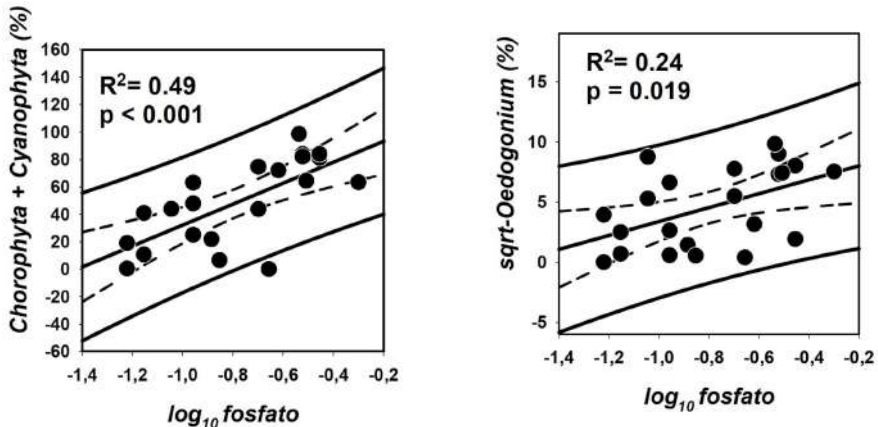 Chorophyta + Cyanophyta (%)
160
140
120
100
80
60
40
20
0
-20
-40
-60
R²= 0.49
p < 0.001
-1,4 -1,2 -1,0 -0,8 -0,6 -0,4 -0,2
log₁₀ fosfato
sqrt-Oedogonium (%)
15
10
5
0
-5
R²= 0.24
p = 0.019
-1,4 -1,2 -1,0 -0,8 -0,6 -0,4 -0,2
log₁₀ fosfato